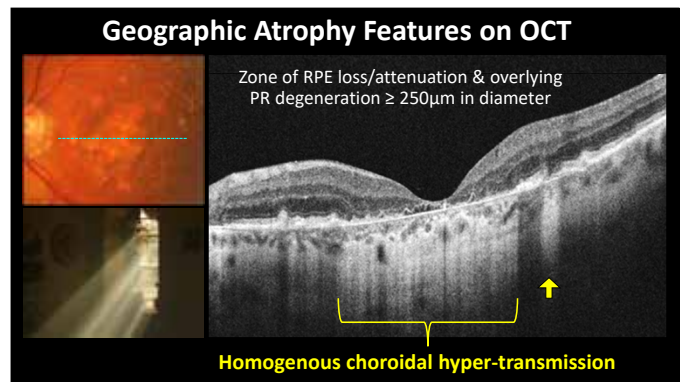 Geographic Atrophy Features on OCT
Zone of RPE loss/attenuation & overlying
PR degeneration ≥ 250µm in diameter
Homogenous choroidal hyper-transmission